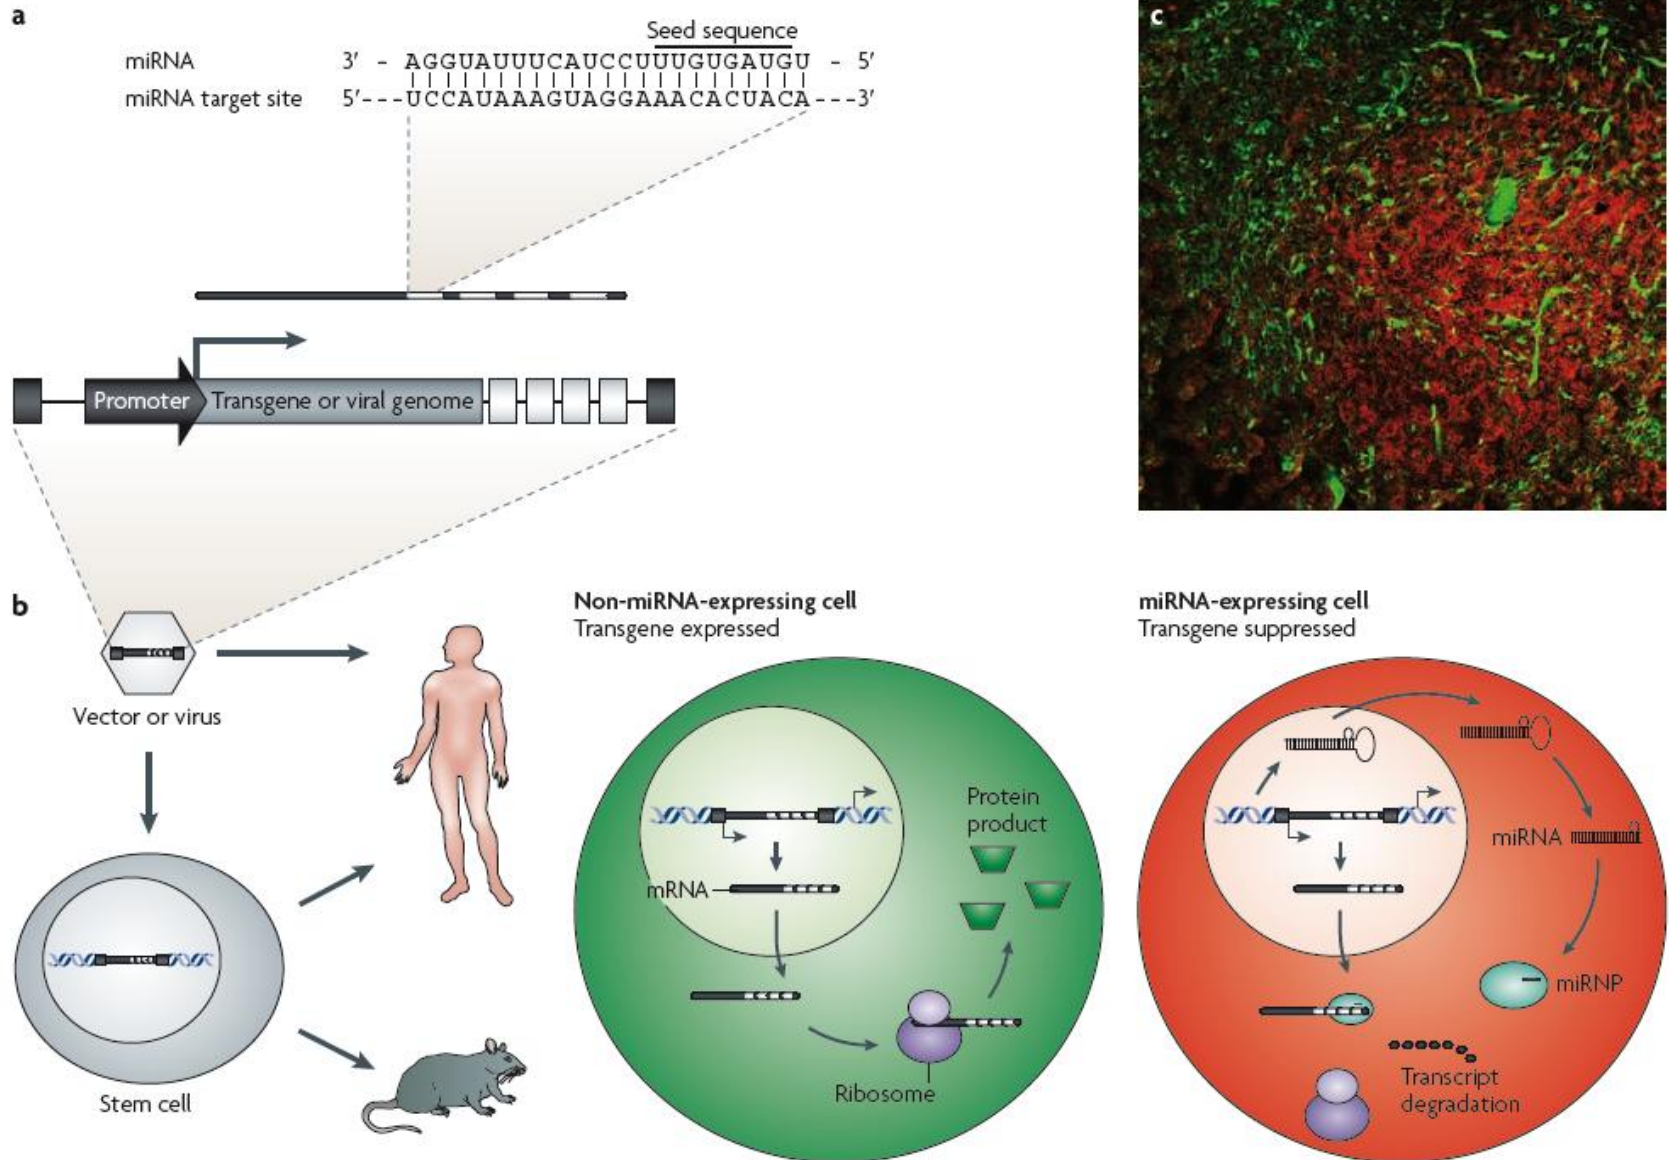 a
Seed sequence
miRNA 3′ - AGGUAUUUCAUCCUUUGUGAUGU - 5′
miRNA target site 5′---UCCAUAAAGUAGGAAACACUACA---3′
Promoter Transgene or viral genome
c
b
Vector or virus
Stem cell
Non-miRNA-expressing cell
Transgene expressed
Protein
product
mRNA
Ribosome
miRNA-expressing cell
Transgene suppressed
miRNA
miRNP
Transcript
degradation